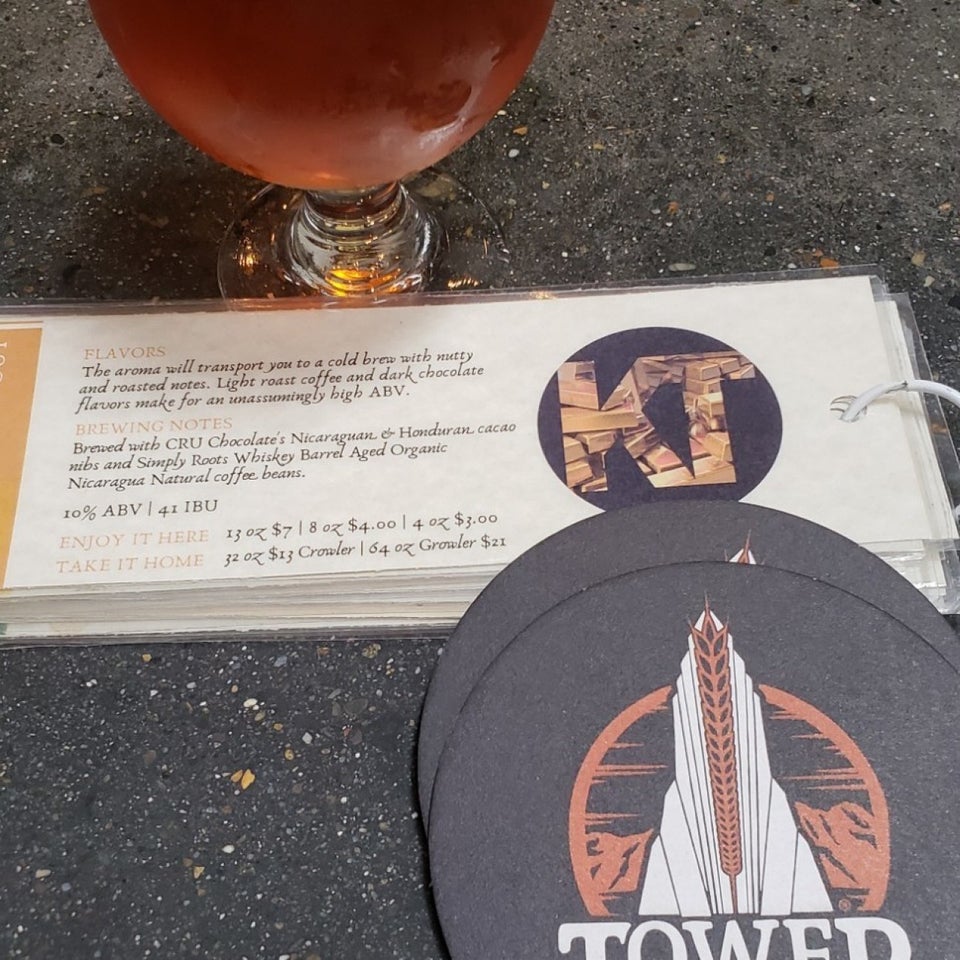 FLAVORS
The aroma will transport you to a cold brew with nutty
and roasted notes. Light roast coffee and dark chocolate
flavors make for an unassumingly high ABV.
BREWING NOTES
Brewed with CRU Chocolate's Nicaraguan & Honduran cacao
nibs and Simply Roots Whiskey Barrel Aged Organic
Nicaragua Natural coffee beans.
10% ABV | 41 IBU
ENJOY IT HERE 13 oz $7 | 8 oz $4.00 | 4 oz $3.00
TAKE IT HOME 32 oz $13 Crowler | 64 oz Growler $21
KT
TOWER